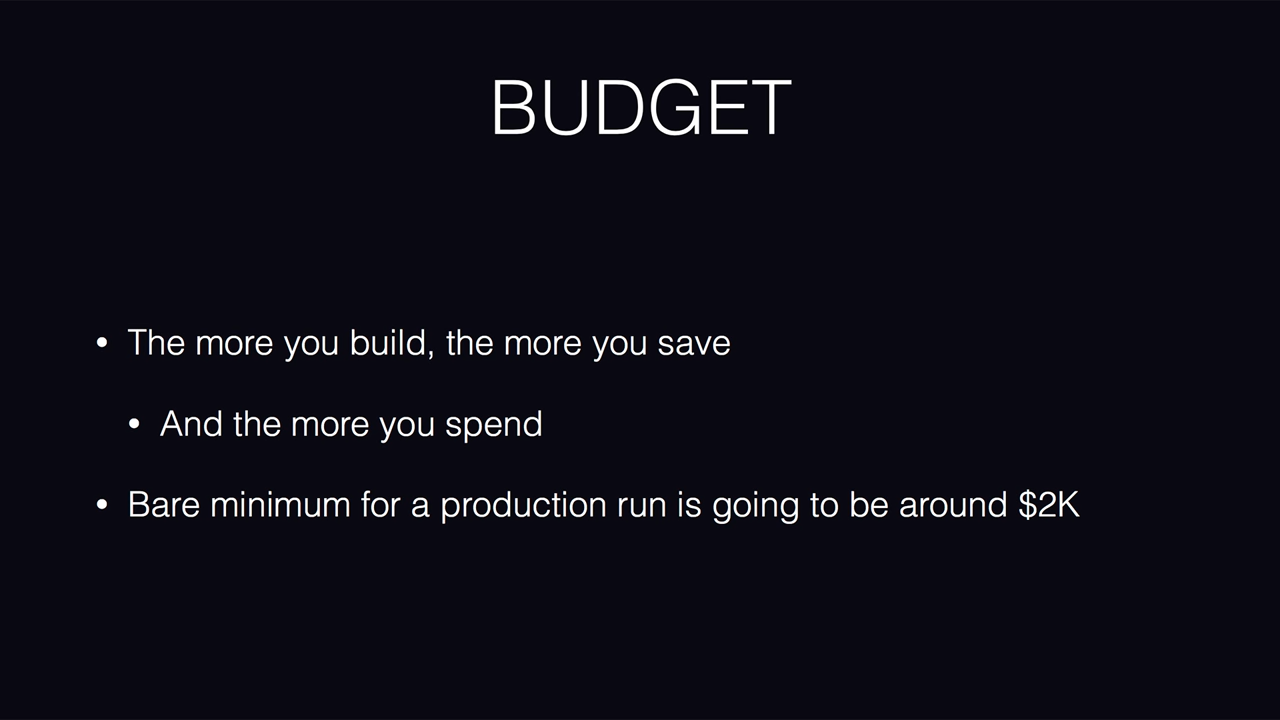 BUDGET
• The more you build, the more you save
• And the more you spend
• Bare minimum for a production run is going to be around $2K